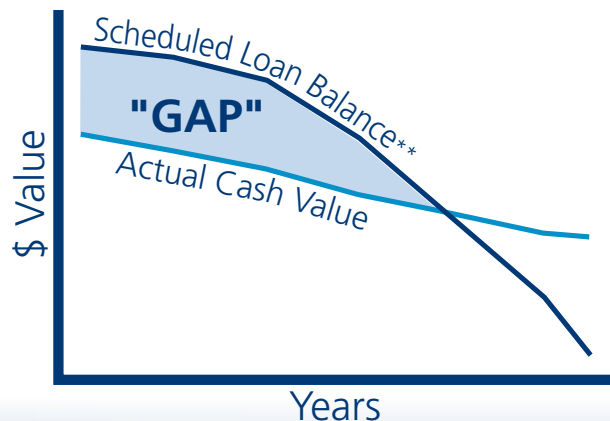 Scheduled Loan Balance**
"GAP"
Actual Cash Value
$ Value
Years